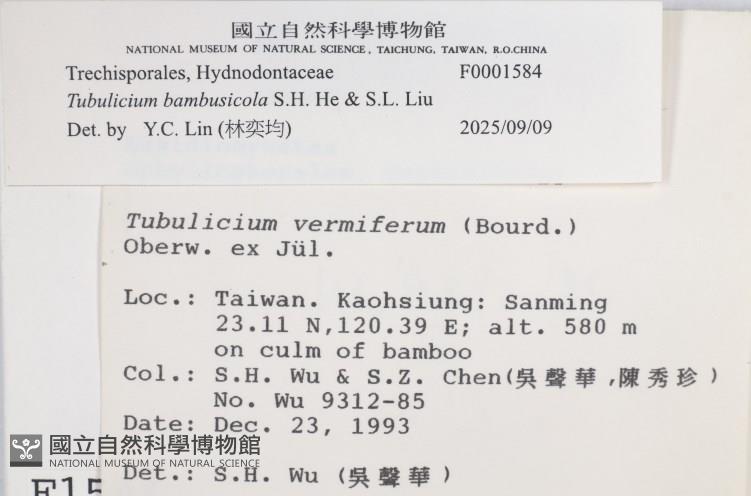 國立自然科學博物館
NATIONAL MUSEUM OF NATURAL SCIENCE, TAICHUNG, TAIWAN, R.O.CHINA
Trechisporales, Hydnodontaceae F0001584
Tubulicium bambusicola S.H. He & S.L. Liu
Det. by Y.C. Lin (林奕均) 2025/09/09
Tubulicium vermiferum (Bourd.)
Oberw. ex Jül.
Loc.: Taiwan. Kaohsiung: Sanming
23.11 N,120.39 E; alt. 580 m
on culm of bamboo
Col.: S.H. Wu & S.Z. Chen(吳聲華,陳秀珍)
No. Wu 9312-85
Date: Dec. 23, 1993
Det.: S.H. Wu (吳聲華)
國立自然科學博物館
NATIONAL MUSEUM OF NATURAL SCIENCE